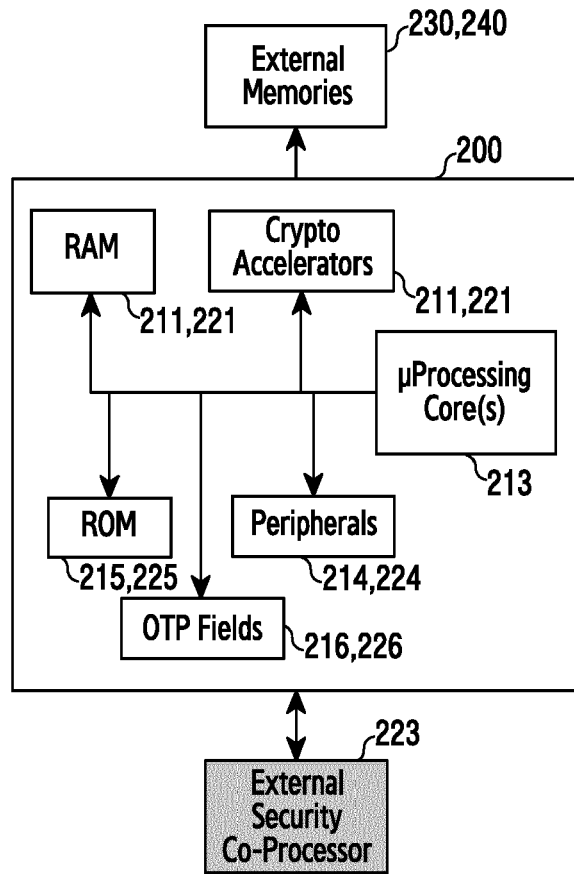 230,240
External
Memories
200
RAM
Crypto
Accelerators
211,221
211,221
µProcessing
Core(s)
213
ROM
Peripherals
215,225
214,224
OTP Fields
216,226
223
External
Security
Co-Processor